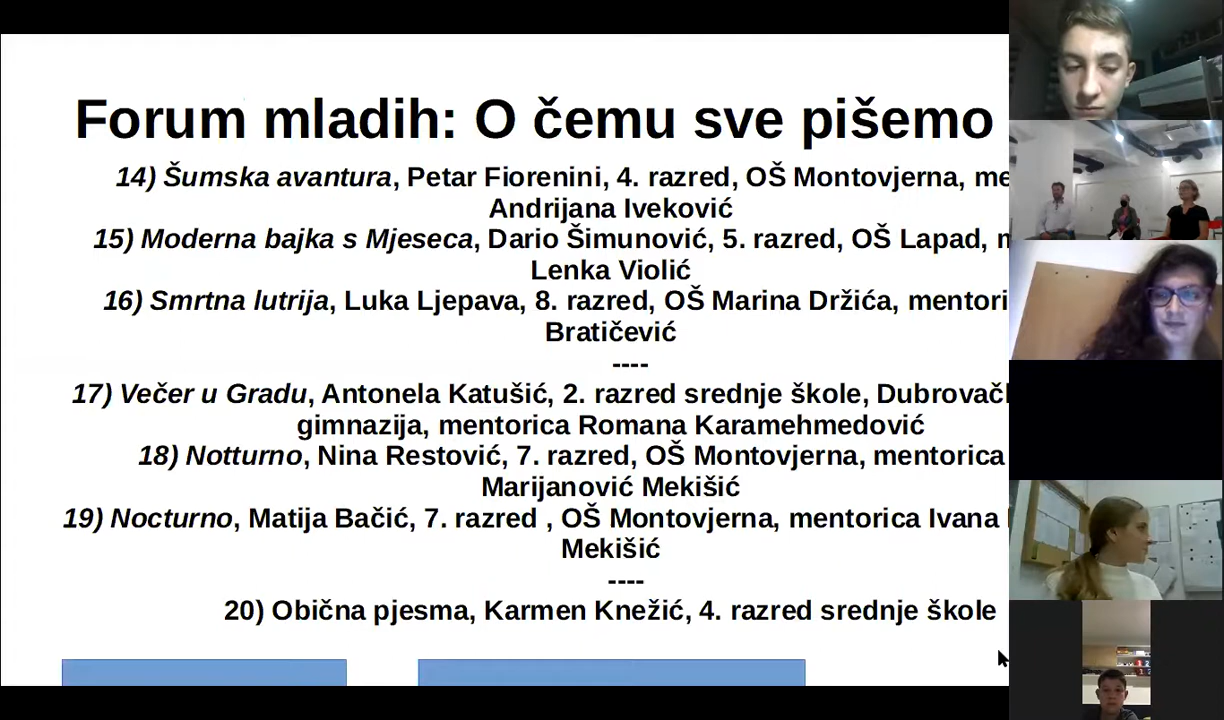 Forum mladih: O čemu sve pišemo
14) Šumska avantura, Petar Fiorenini, 4. razred, OŠ Montovjerna,
Andrijana Iveković
15) Moderna bajka s Mjeseca, Dario Šimunović, 5. razred, OŠ Lapad,
Lenka Violić
16) Smrtna lutrija, Luka Ljepava, 8. razred, OŠ Marina Držića,
Bratičević
----
17) Večer u Gradu, Antonela Katušić, 2. razred srednje škole,
gimnazija, mentorica Romana Karamehmedović
18) Notturno, Nina Restović, 7. razred, OŠ Montovjerna, mentorica
Marijanović Mekišić
19) Nocturno, Matija Bačić, 7. razred , OŠ Montovjerna, mentorica Ivana
Mekišić
----
20) Obična pjesma, Karmen Knežić, 4. razred srednje škole